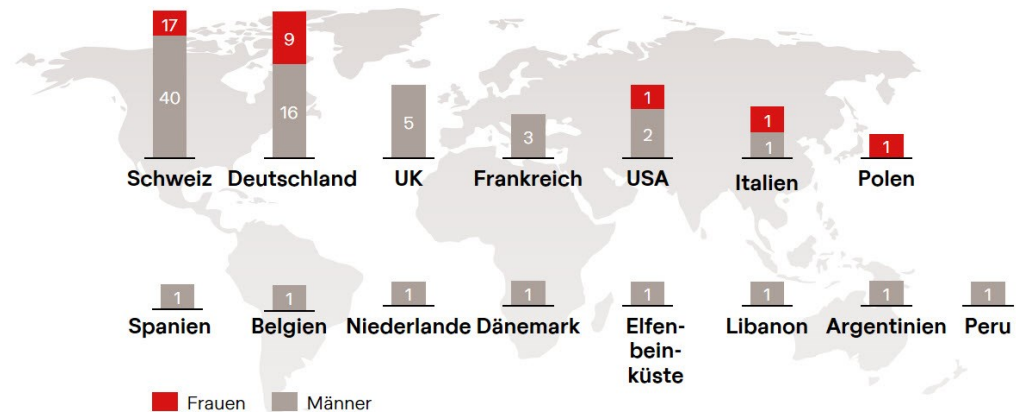 17 9
40 16 5 3 1 2 1 1 1
Schweiz Deutschland UK Frankreich USA Italien Polen
1 1 1 1 1 1 1 1
Spanien Belgien Niederlande Dänemark Elfen- Libanon Argentinien Peru
bein-
küste
Frauen Männer